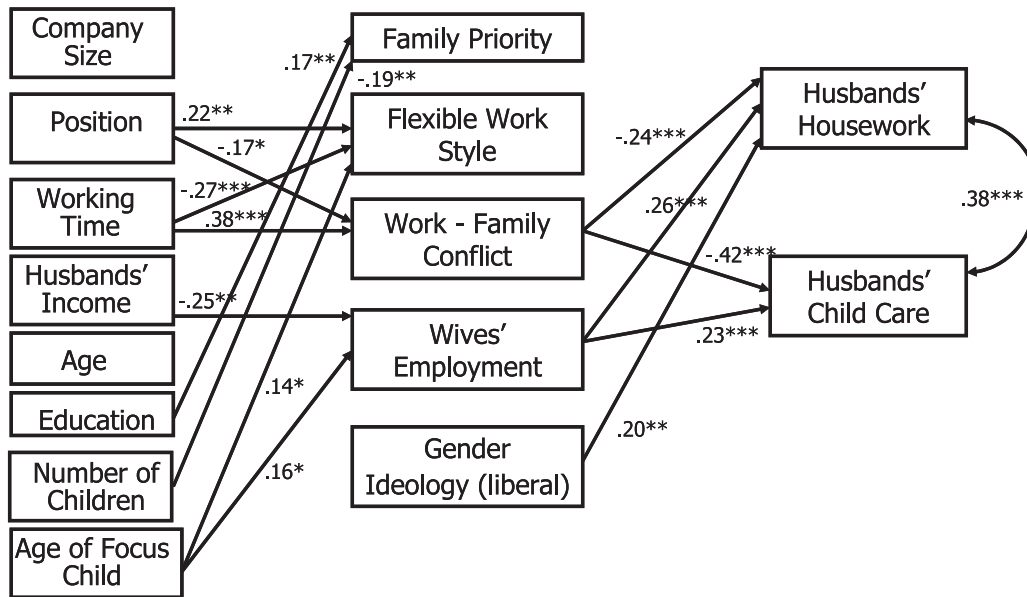 Company
Size
Position
Working
Time
Husbands'
Income
Age
Education
Number of
Children
Age of Focus
Child
.17**
-.19**
.22**
-.17*
-.27***
.38***
-.25**
.14*
.16*
Family Priority
Flexible Work
Style
Work - Family
Conflict
Wives'
Employment
Gender
Ideology (liberal)
-.24***
.26***
-.42***
.23***
.20**
Husbands'
Housework
Husbands'
Child Care
.38***